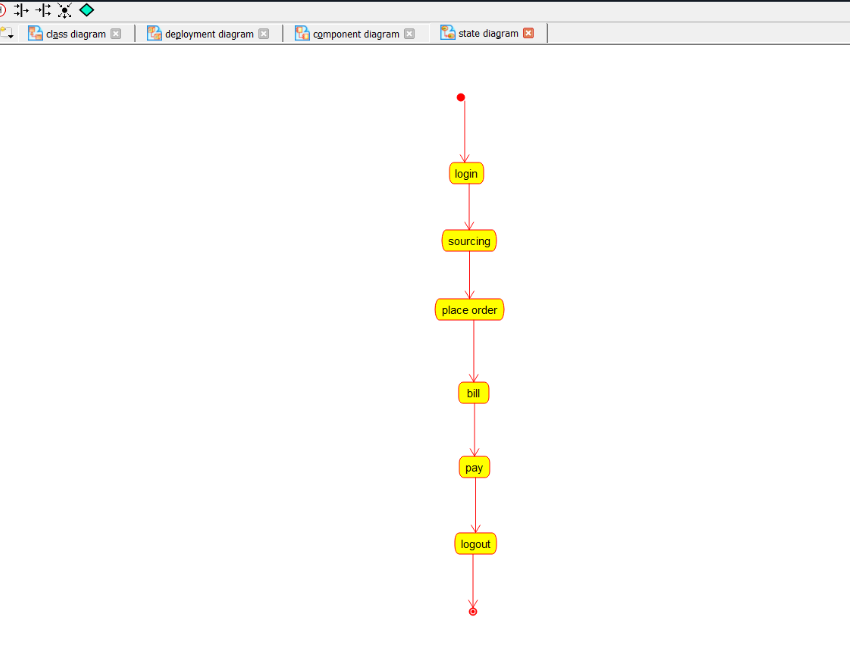 class diagram
deployment diagram
component diagram
state diagram
login
sourcing
place order
bill
pay
logout